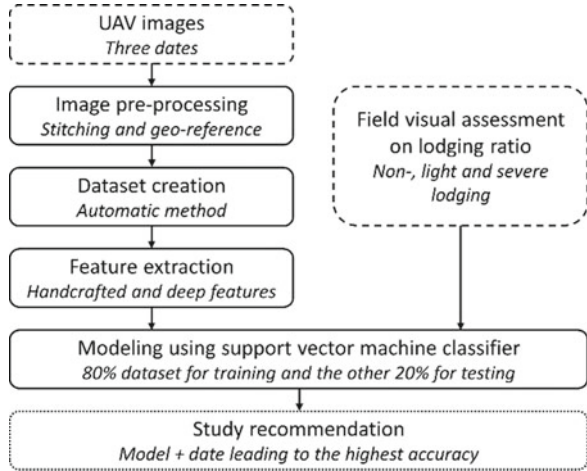 UAV images
Three dates
Image pre-processing
Stitching and geo-reference
Dataset creation
Automatic method
Feature extraction
Handcrafted and deep features
Field visual assessment
on lodging ratio
Non-, light and severe
lodging
Modeling using support vector machine classifier
80% dataset for training and the other 20% for testing
Study recommendation
Model + date leading to the highest accuracy